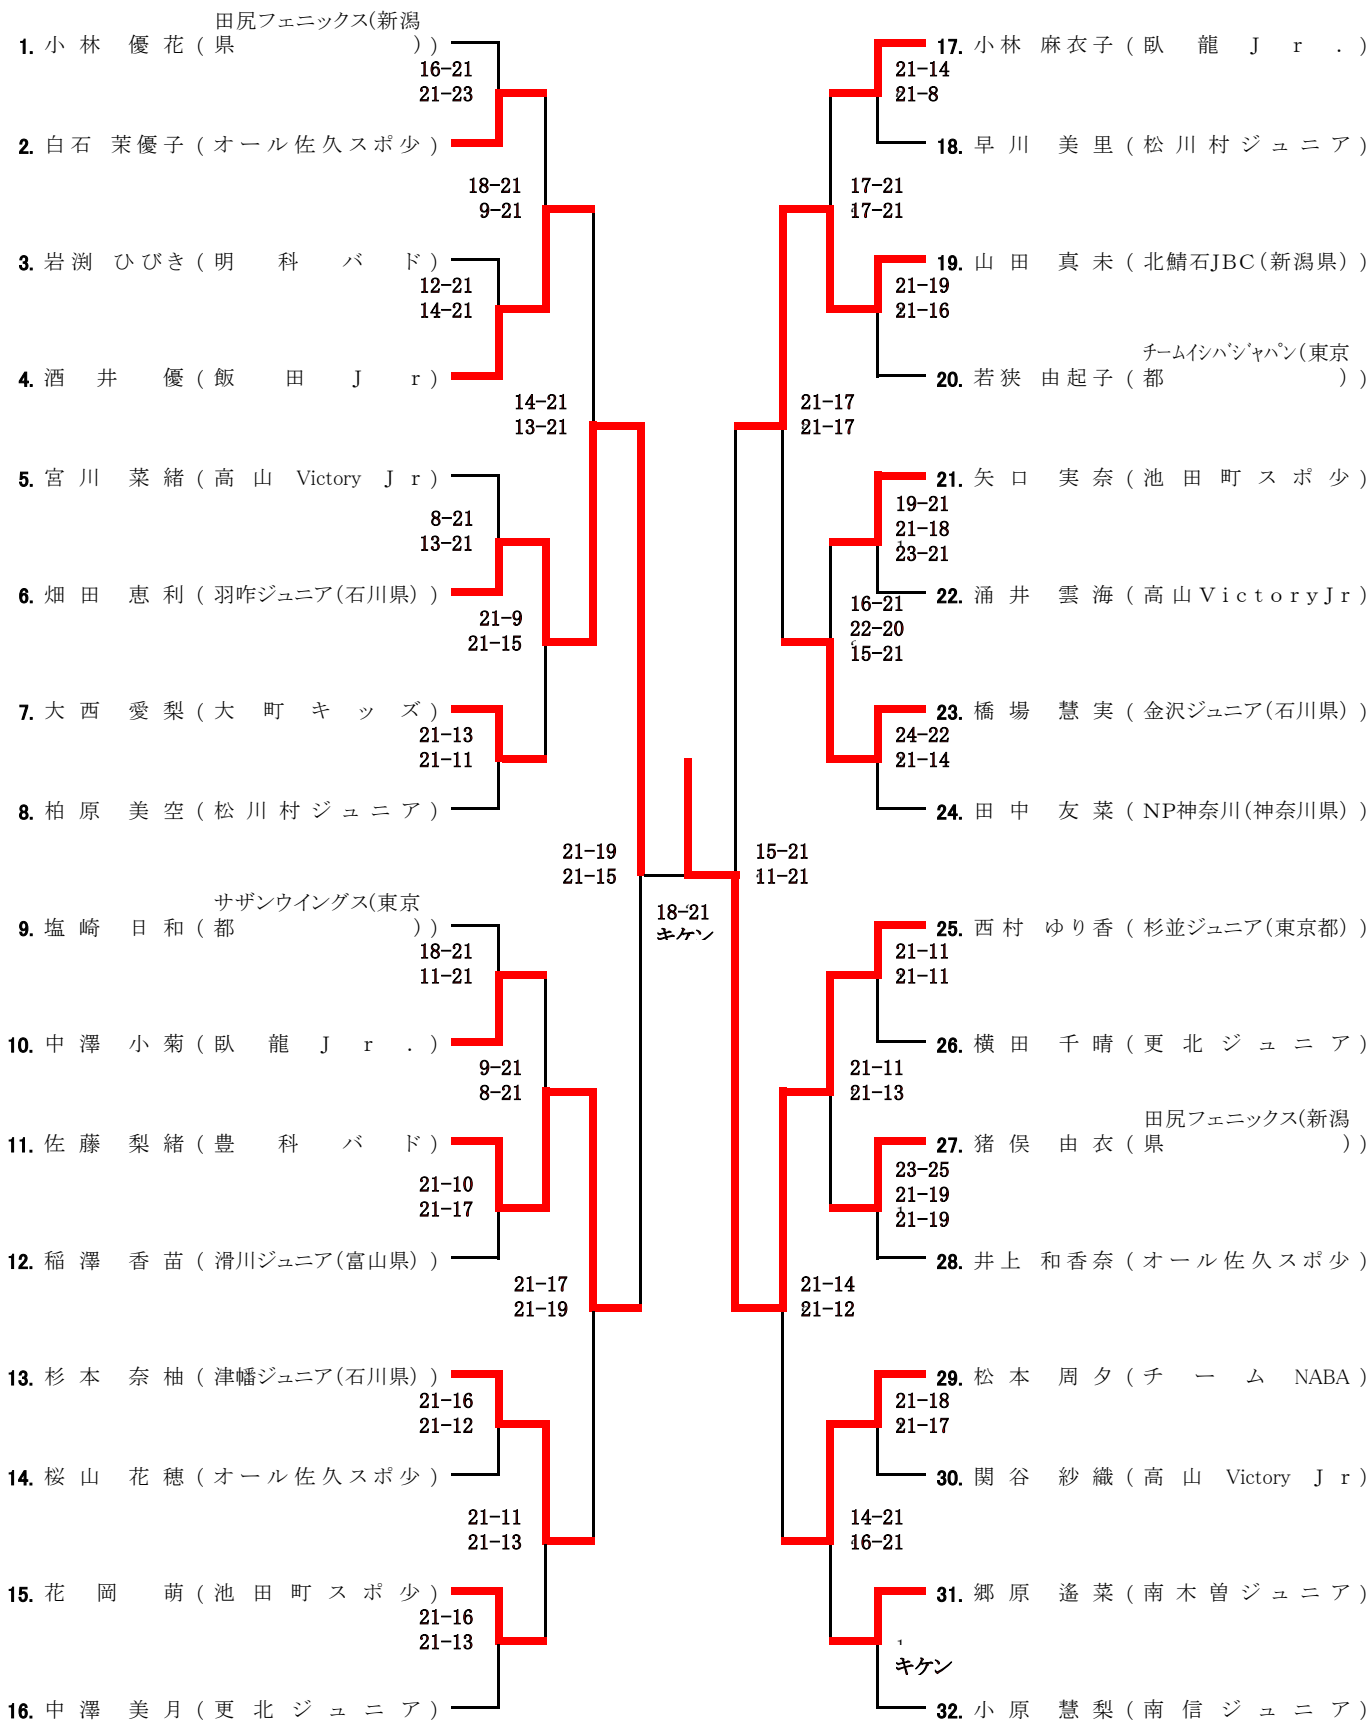 田尻フェニックス(新潟
1. 小林 優花 ( 県 ) )
16-21
21-23
2. 白石 茉優子 ( オール佐久スポ少 )
18-21
9-21
3. 岩渕 ひびき ( 明科バド )
12-21
14-21
4. 酒井 優 ( 飯田Jr )
14-21
13-21
5. 宮川 菜緒 ( 高山 Victory Jr )
8-21
13-21
6. 畑田 恵利 ( 羽咋ジュニア(石川県) )
21-9
21-15
7. 大西 愛梨 ( 大町キッズ )
21-13
21-11
8. 柏原 美空 ( 松川村ジュニア )
21-19
21-15
サザンウイングス(東京
9. 塩崎 日和 ( 都 ) )
18-21
11-21
10. 中澤 小菊 ( 臥龍Jr. )
9-21
8-21
11. 佐藤 梨緒 ( 豊科バド )
21-10
21-17
12. 稲澤 香苗 ( 滑川ジュニア(富山県) )
21-17
21-19
13. 杉本 奈柚 ( 津幡ジュニア(石川県) )
21-16
21-12
14. 桜山 花穂 ( オール佐久スポ少 )
21-11
21-13
15. 花岡 萌 ( 池田町スポ少 )
21-16
21-13
16. 中澤 美月 ( 更北ジュニア )
18-21
キケン
17. 小林 麻衣子 ( 臥龍Jr. )
21-14
21-8
18. 早川 美里 ( 松川村ジュニア )
17-21
17-21
19. 山田 真未 ( 北鯖石JBC(新潟県) )
21-19
21-16
チームイシハジャパン(東京
20. 若狭 由起子 ( 都 ) )
21-17
21-17
21. 矢口 実奈 ( 池田町スポ少 )
19-21
21-18
23-21
22. 涌井 雲海 ( 高山VictoryJr )
16-21
22-20
15-21
23. 橋場 慧実 ( 金沢ジュニア(石川県) )
24-22
21-14
24. 田中 友菜 ( NP神奈川(神奈川県) )
15-21
11-21
25. 西村 ゆり香 ( 杉並ジュニア(東京都) )
21-11
21-11
26. 横田 千晴 ( 更北ジュニア )
21-11
21-13
田尻フェニックス(新潟
27. 猪俣 由衣 ( 県 ) )
23-25
21-19
21-19
28. 井上 和香奈 ( オール佐久スポ少 )
21-14
21-12
29. 松本 周夕 ( チーム NABA )
21-18
21-17
30. 関谷 紗織 ( 高山 Victory Jr )
14-21
16-21
31. 郷原 遙菜 ( 南木曽ジュニア )
キケン
32. 小原 慧梨 ( 南信ジュニア )